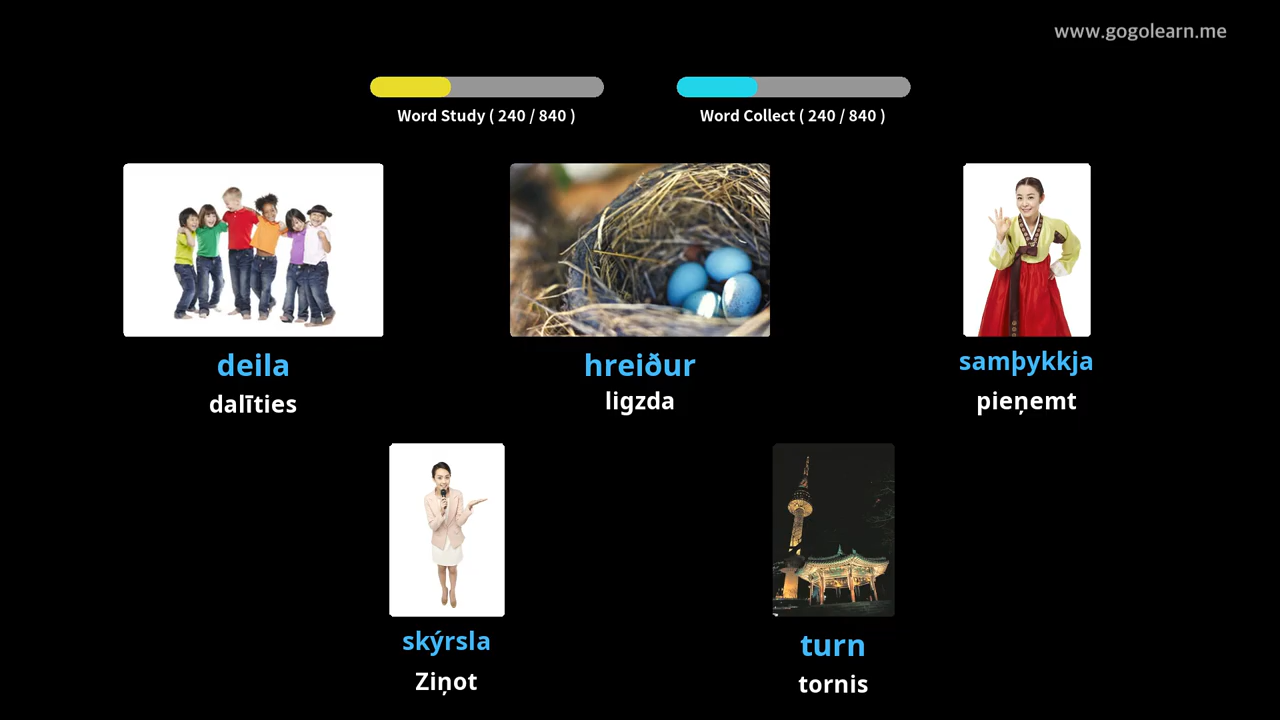 www.gogolearn.me
Word Study ( 240 / 840 )
Word Collect ( 240 / 840 )
deila
dalīties
hreiður
ligzda
samþykkja
pieņemt
skýrsla
Ziņot
turn
tornis